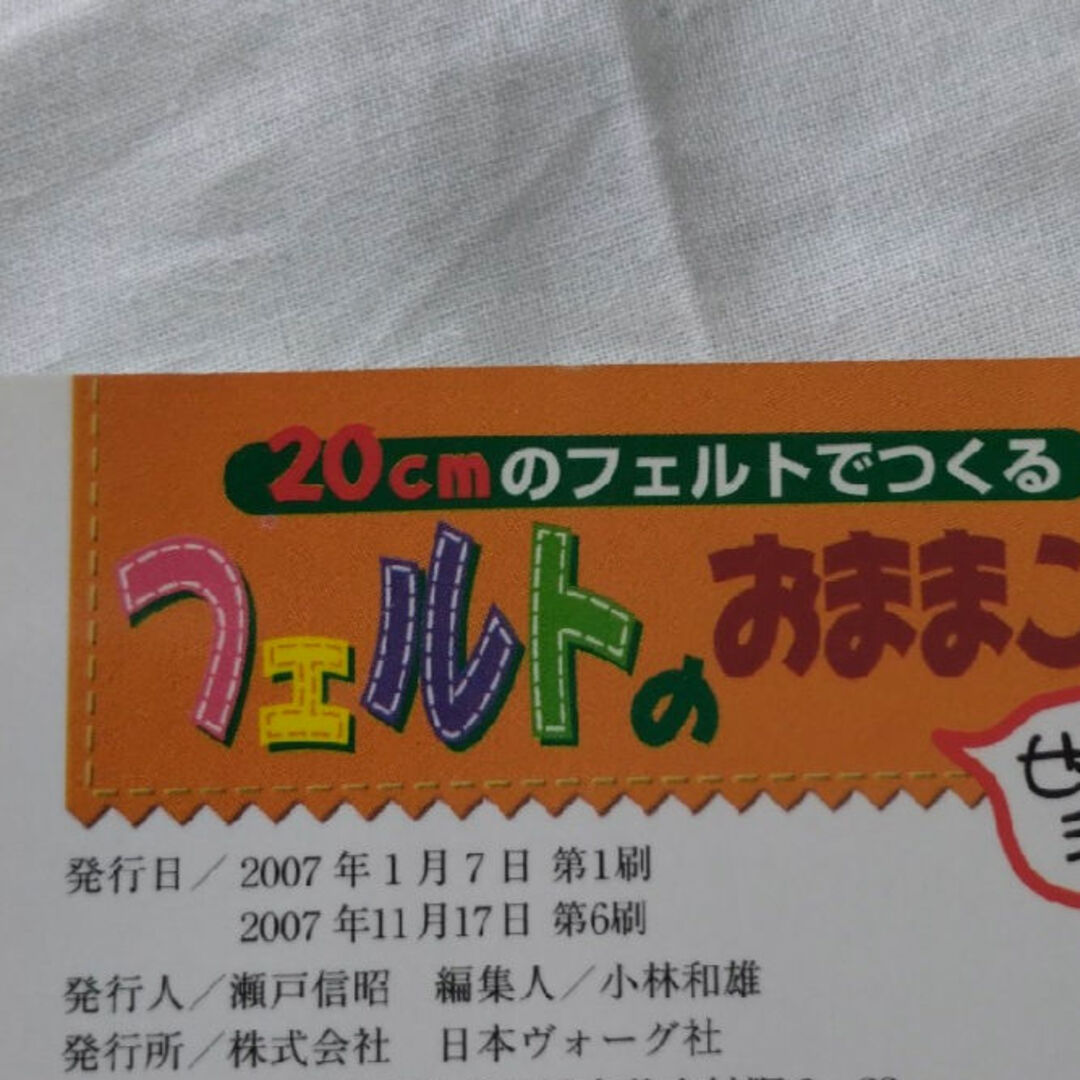 20cmのフェルトでつくる
フェルトの おままご
せ
発行日／2007年1月7日 第1刷
2007年11月17日 第6刷
発行人／瀬戸信昭 編集人／小林和雄
発行所／株式会社 日本ヴォーグ社